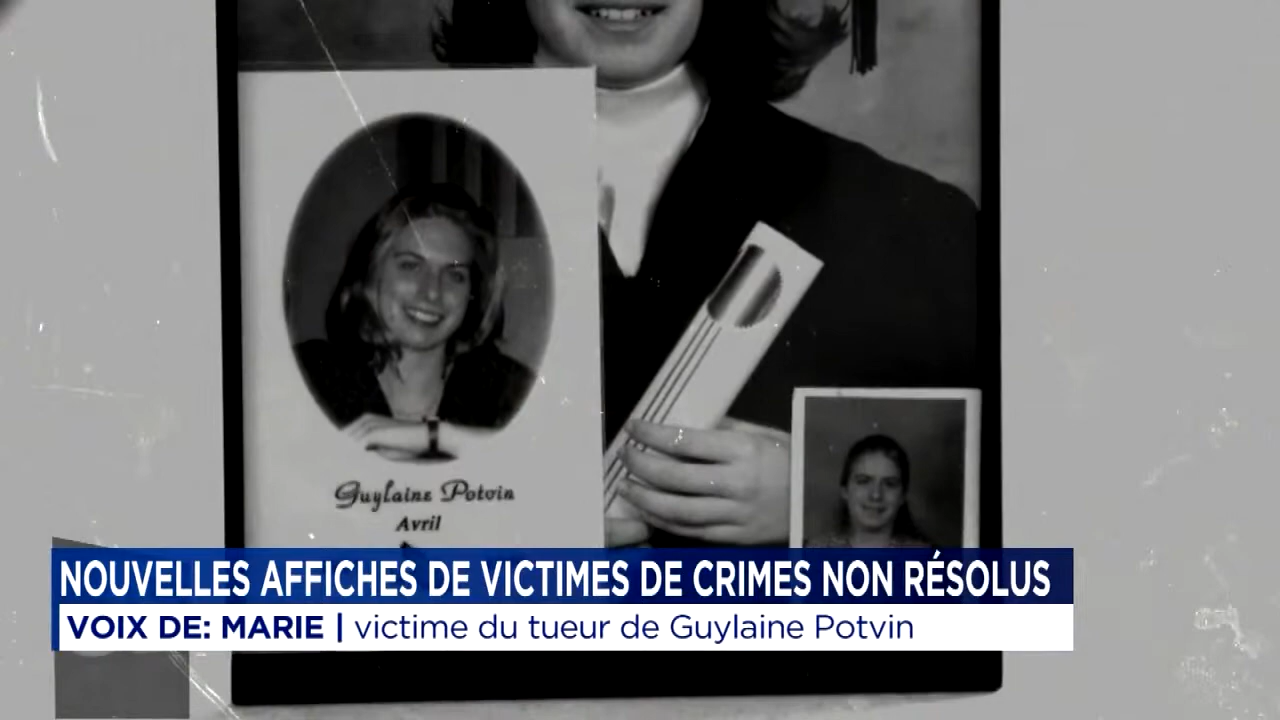 Guylaine Potvin
Avril
NOUVELLES AFFICHES DE VICTIMES DE CRIMES NON RÉSOLUS
VOIX DE: MARIE | victime du tueur de Guylaine Potvin